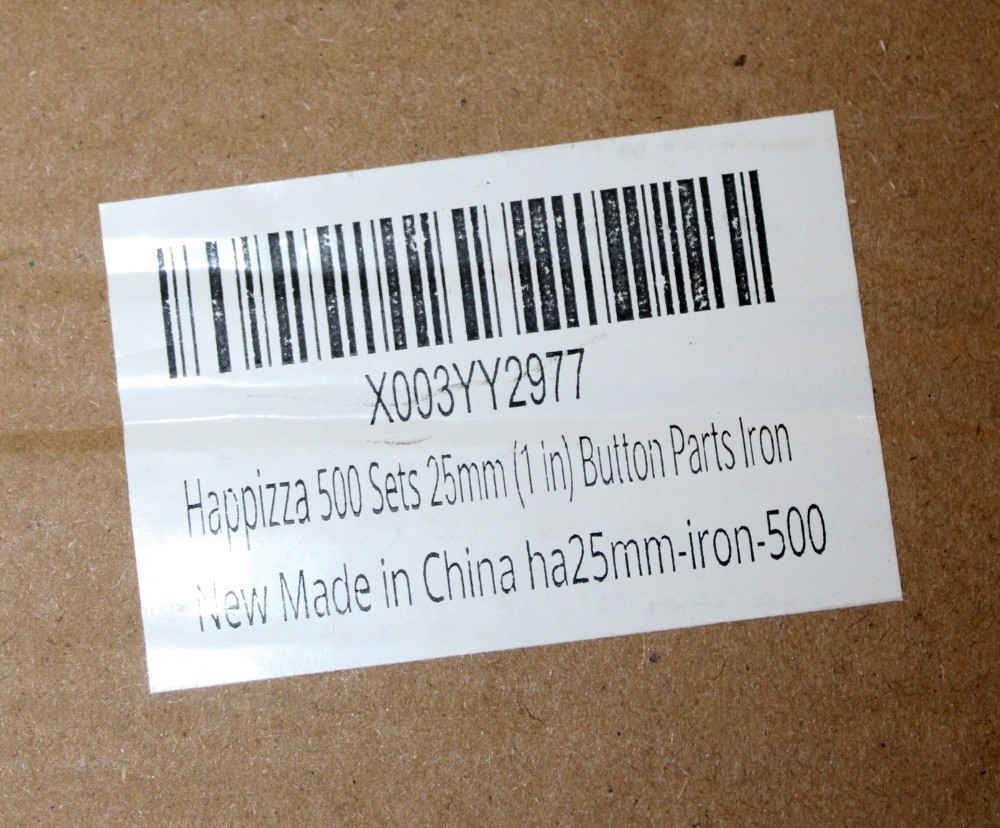 X003YY2977
Happizza 500 Sets 25mm (1 in) Button Parts Iron
New Made in China ha25mm-iron-500